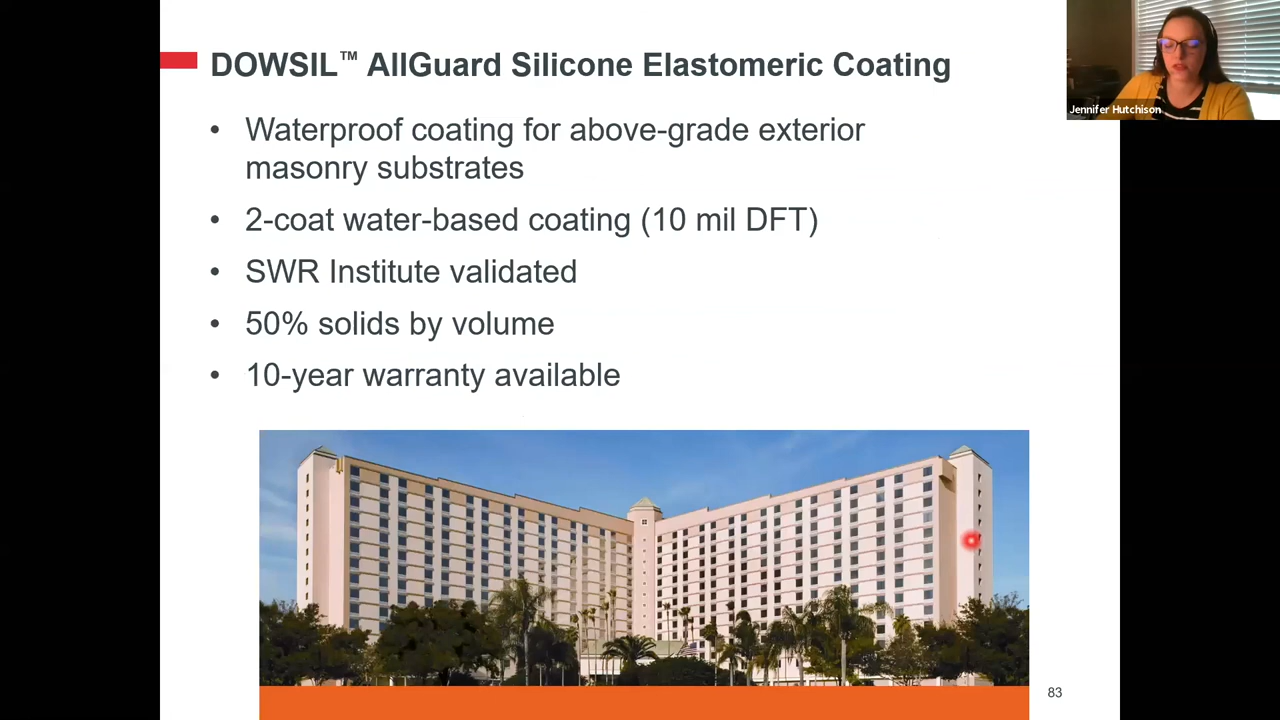 DOWSIL™ AllGuard Silicone Elastomeric Coating
Jennifer Hutchison
• Waterproof coating for above-grade exterior
masonry substrates
• 2-coat water-based coating (10 mil DFT)
• SWR Institute validated
• 50% solids by volume
• 10-year warranty available
83